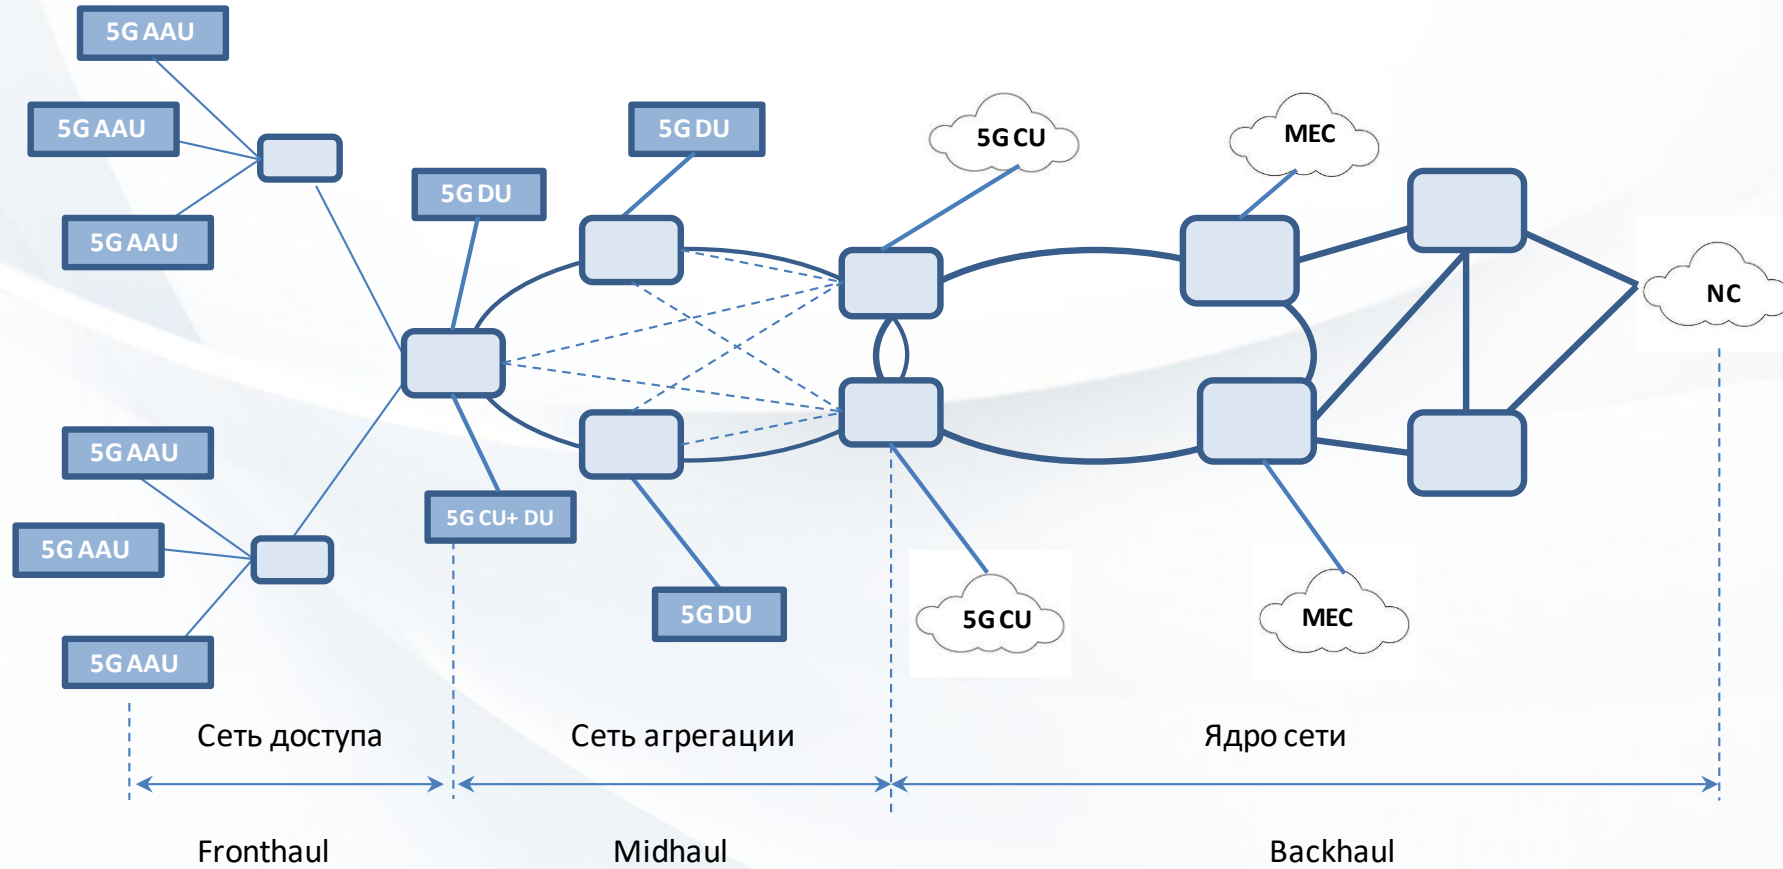 5G AAU
5G AAU
5G AAU
5G DU
5G DU
5G CU
MEC
NC
5G AAU
5G AAU
5G AAU
5G CU+ DU
5G DU
5G CU
MEC
Сеть доступа
Сеть агрегации
Ядро сети
Fronthaul
Midhaul
Backhaul